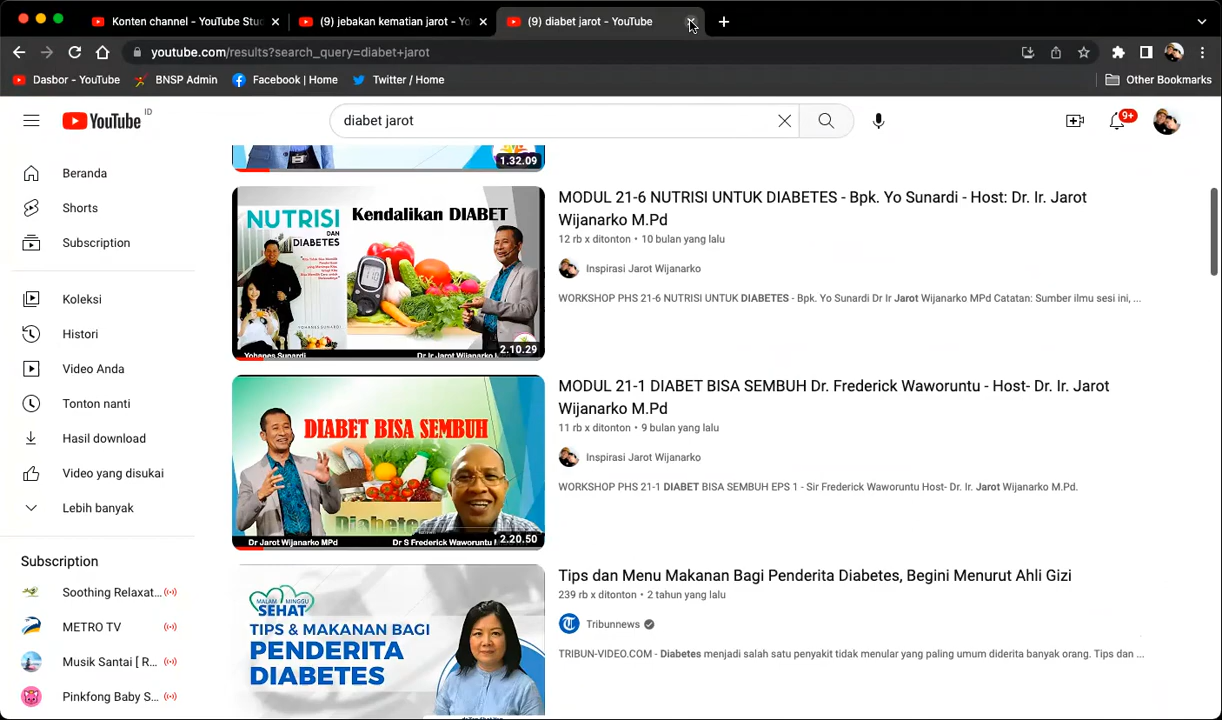 Konten channel - YouTube Stu
(9) jebakan kematian jarot - Yo
(9) diabet jarot - YouTube
youtube.com/results?search_query=diabet+jarot
Dasbor - YouTube
BNSP Admin
Facebook | Home
Twitter / Home
Other Bookmarks
YouTube ID
diabet jarot
9+
Beranda
Shorts
Subscription
Koleksi
Histori
Video Anda
Tonton nanti
Hasil download
Video yang disukai
Lebih banyak
Subscription
Soothing Relaxat...
METRO TV
Musik Santai [ R...
Pinkfong Baby S...
1.32.09
NUTRISI
DAN
DIABETES
Kendalikan DIABET
YOHANES SUNARDI
Yohanes Sunardi
Dr Ir Jarot Wijanarko
2.10.29
MODUL 21-6 NUTRISI UNTUK DIABETES - Bpk. Yo Sunardi - Host: Dr. Ir. Jarot
Wijanarko M.Pd
12 rb x ditonton • 10 bulan yang lalu
Inspirasi Jarot Wijanarko
WORKSHOP PHS 21-6 NUTRISI UNTUK DIABETES - Bpk. Yo Sunardi Dr Ir Jarot Wijanarko MPd Catatan: Sumber ilmu sesi ini, ...
DIABET BISA SEMBUH
Diabetes
Dr Jarot Wijanarko MPd
Dr S Frederick Waworuntu
2.20.50
MODUL 21-1 DIABET BISA SEMBUH Dr. Frederick Waworuntu - Host- Dr. Ir. Jarot
Wijanarko M.Pd
11 rb x ditonton • 9 bulan yang lalu
Inspirasi Jarot Wijanarko
WORKSHOP PHS 21-1 DIABET BISA SEMBUH EPS 1 - Sir Frederick Waworuntu Host- Dr. Ir. Jarot Wijanarko M.Pd.
MALAM MINGGU
SEHAT
TIPS & MAKANAN BAGI
PENDERITA
DIABETES
Tips dan Menu Makanan Bagi Penderita Diabetes, Begini Menurut Ahli Gizi
239 rb x ditonton • 2 tahun yang lalu
Tribunnews
TRIBUN-VIDEO.COM - Diabetes menjadi salah satu penyakit tidak menular yang paling umum diderita banyak orang. Tips dan ...